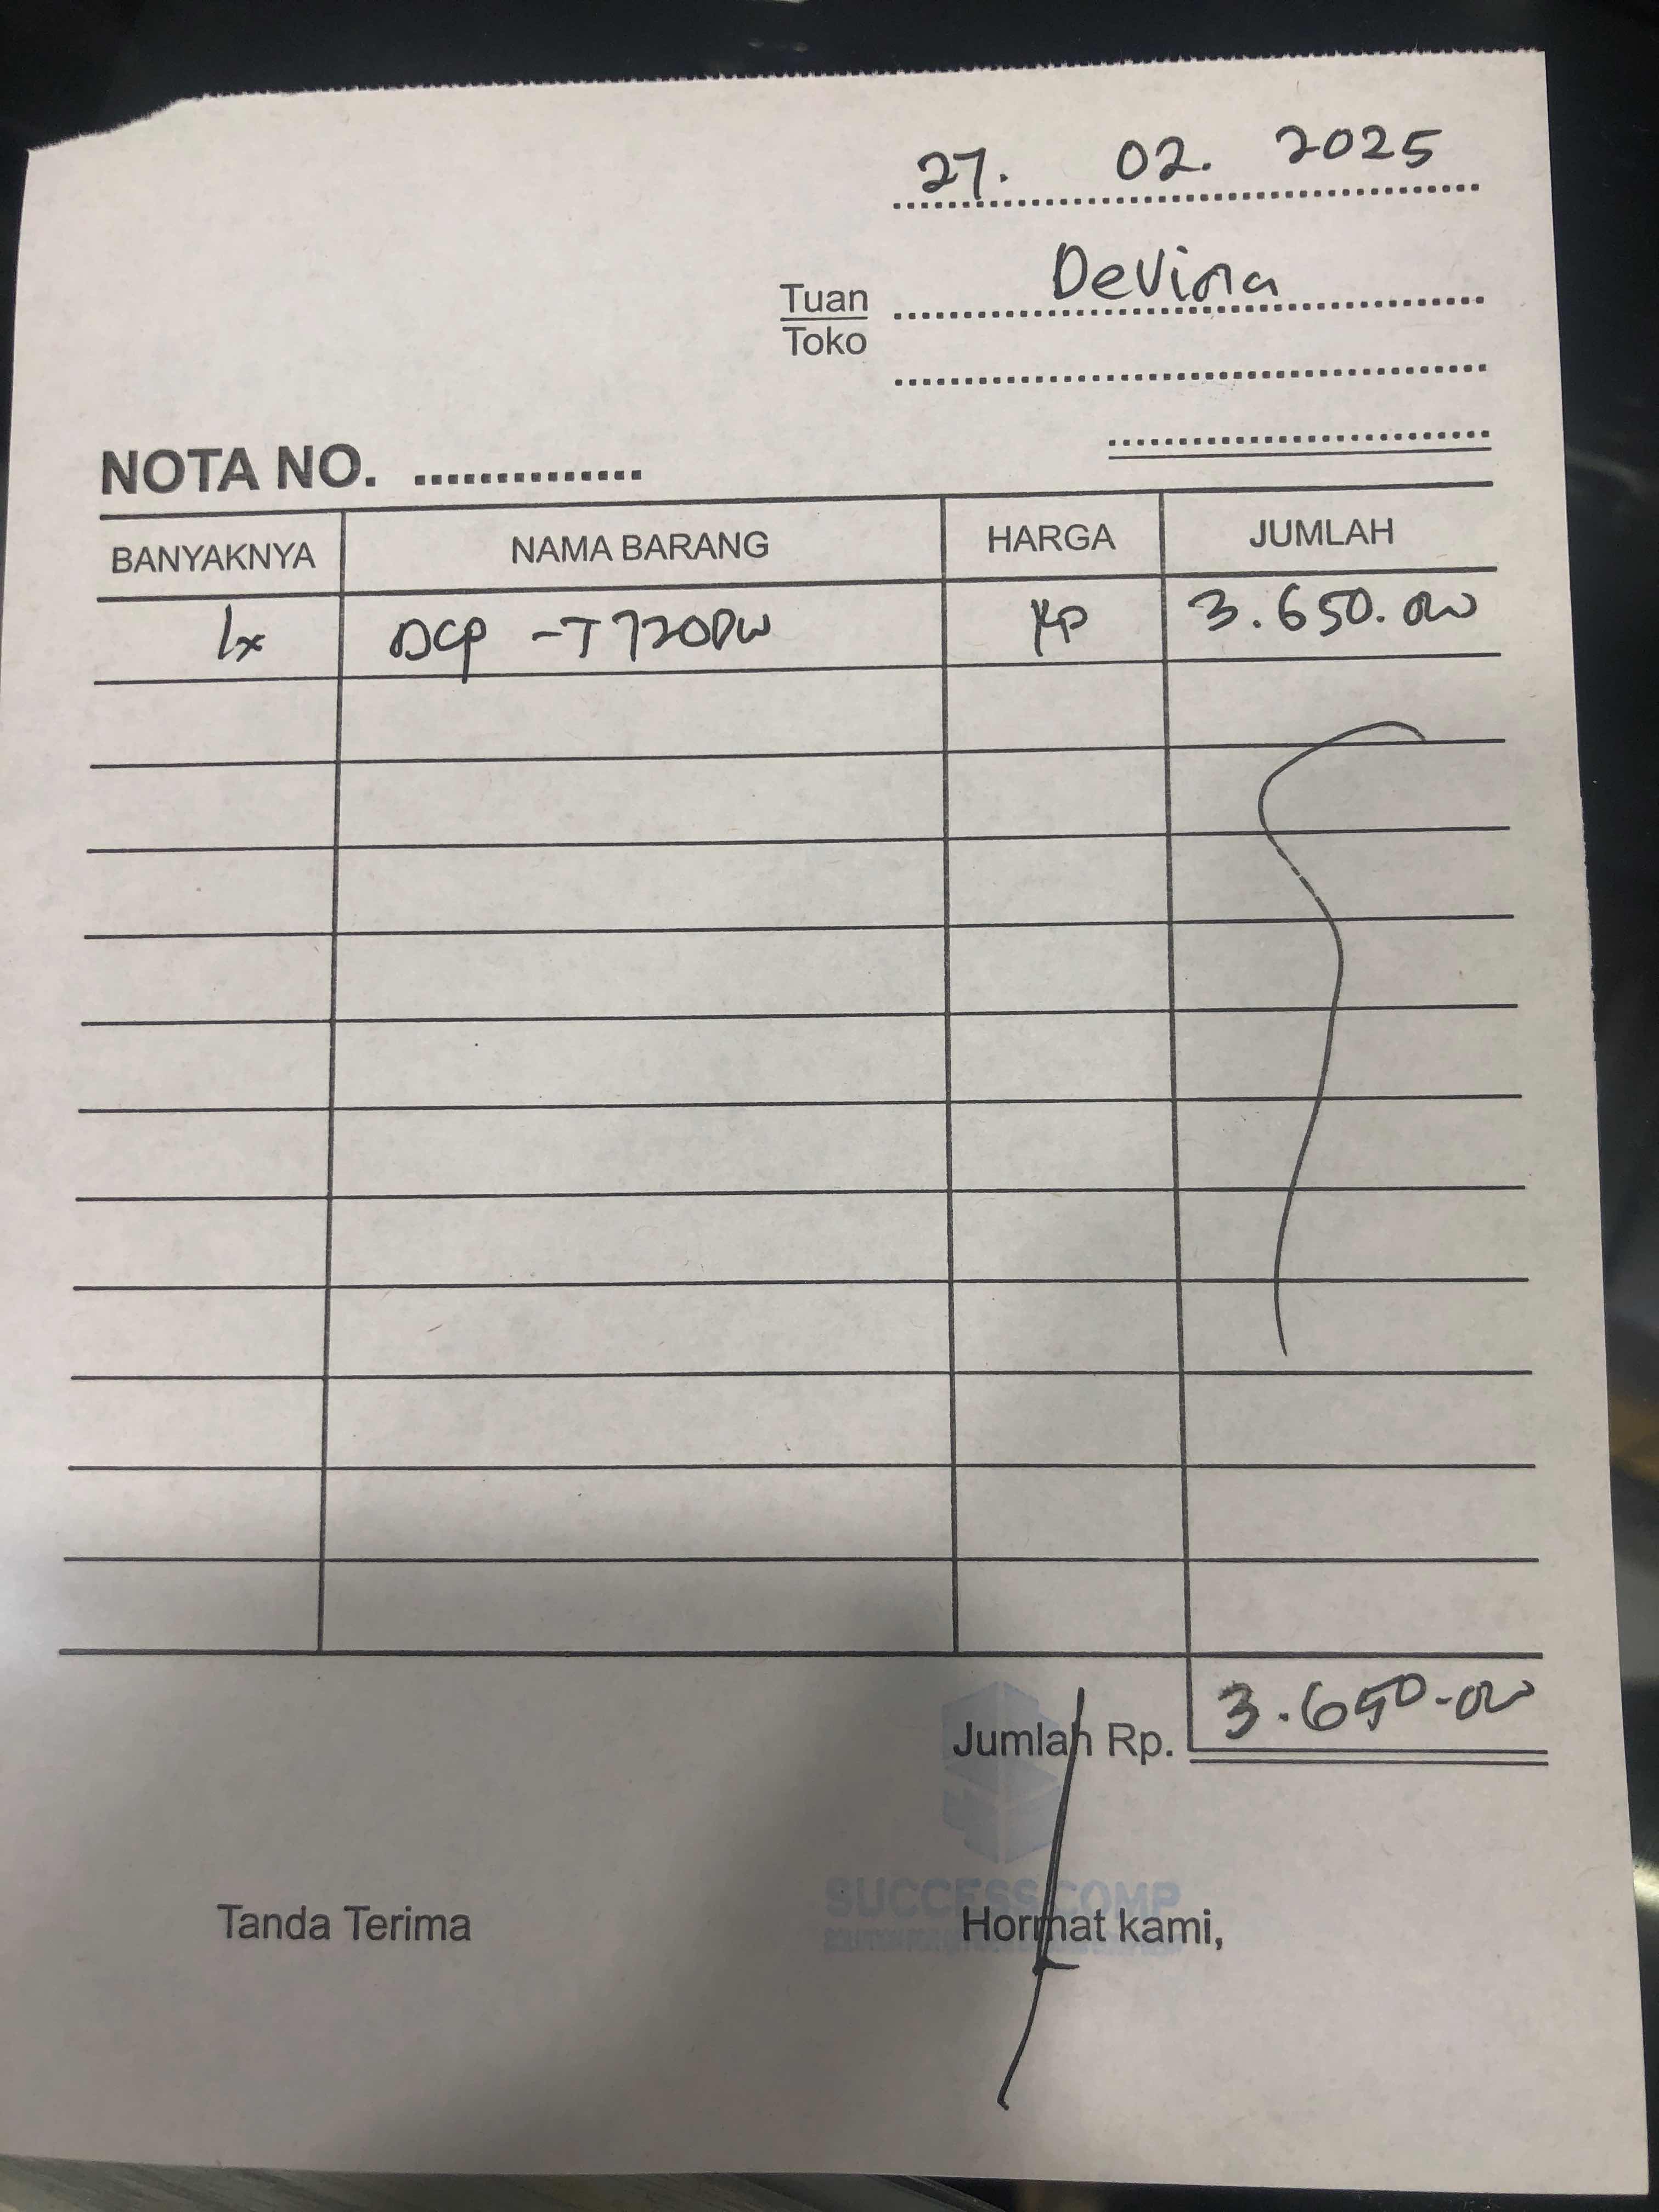 27. 02. 2025
Tuan Devina
Toko
NOTA NO. ..............
BANYAKNYA NAMA BARANG HARGA JUMLAH
1x DCP -T720DW Rp 3.650.000
Jumlah Rp. 3.650.000
SUCCESS COMP
Tanda Terima Hormat kami,